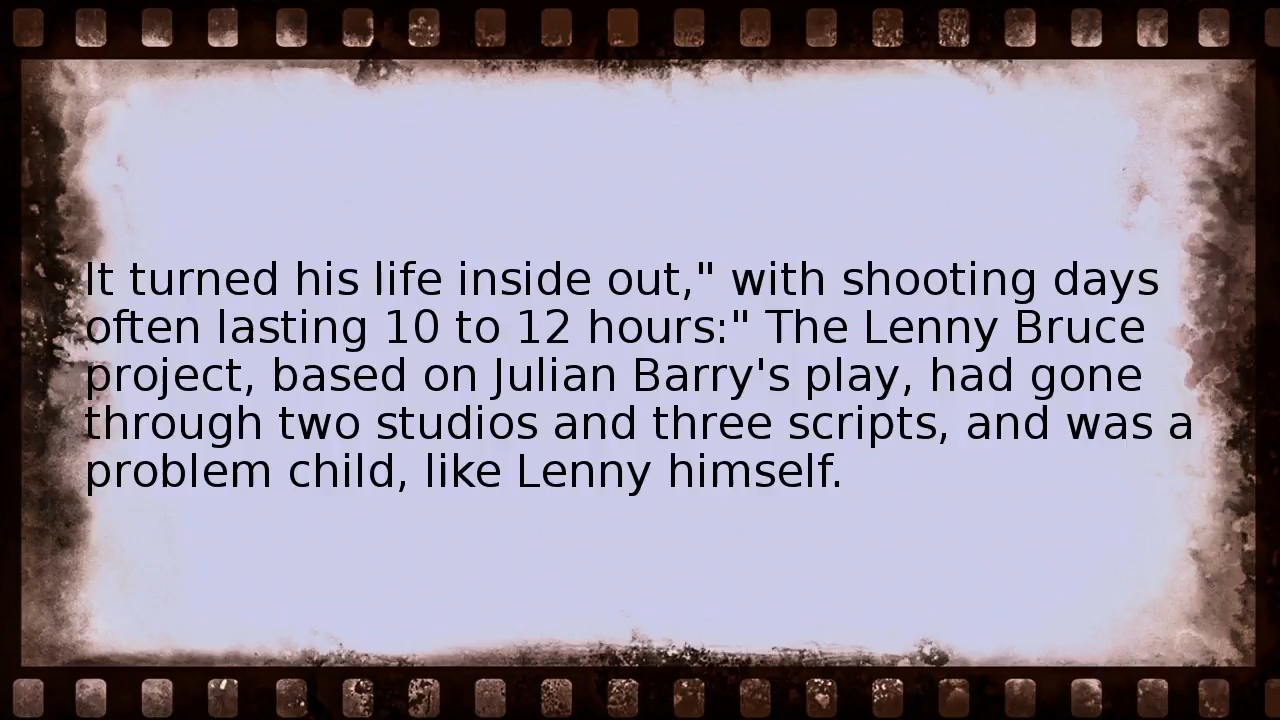 It turned his life inside out," with shooting days
often lasting 10 to 12 hours:" The Lenny Bruce
project, based on Julian Barry's play, had gone
through two studios and three scripts, and was a
problem child, like Lenny himself.